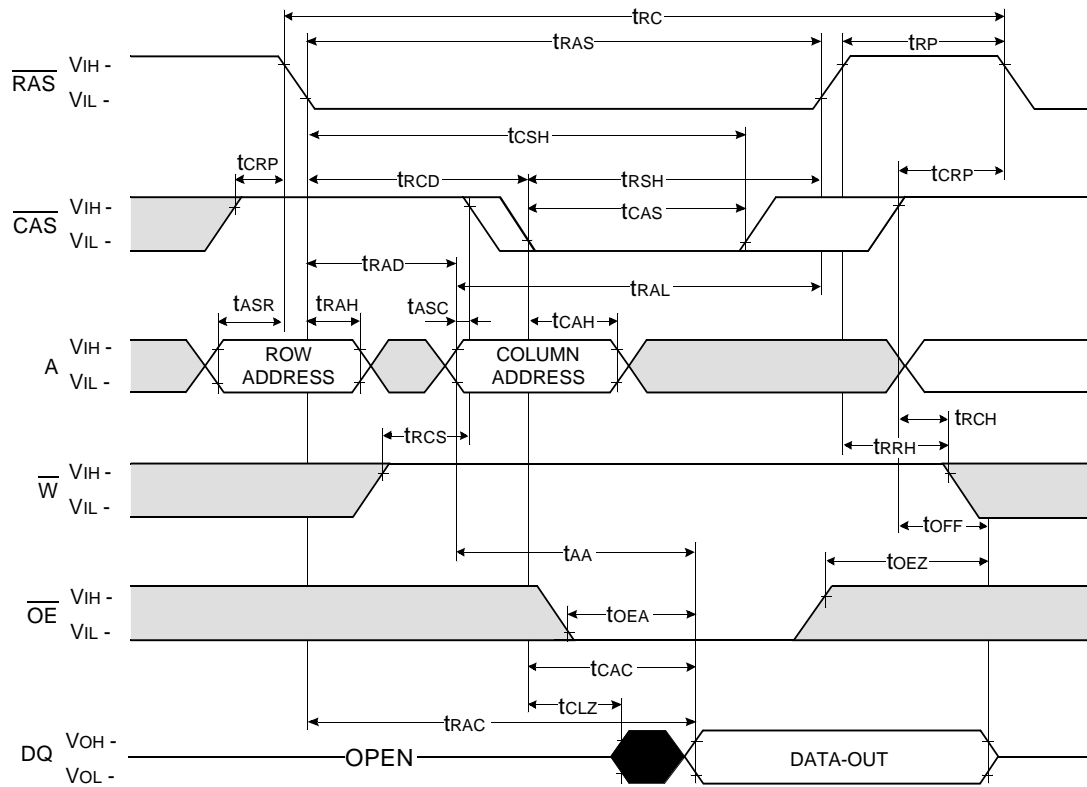 tRC
tRAS
tRP
RAS
VIH -
VIL -
tCSH
tCRP
tRCD
tRSH
tCRP
CAS
VIH -
VIL -
tCAS
tRAD
tRAL
tASR
tRAH
tASC
tCAH
A
VIH -
VIL -
ROW
ADDRESS
COLUMN
ADDRESS
tRCS
tRCH
tRRH
W
VIH -
VIL -
tOFF
tAA
tOEZ
OE
VIH -
VIL -
tOEA
tCAC
tCLZ
tRAC
DQ
VOH -
VOL -
OPEN
DATA-OUT